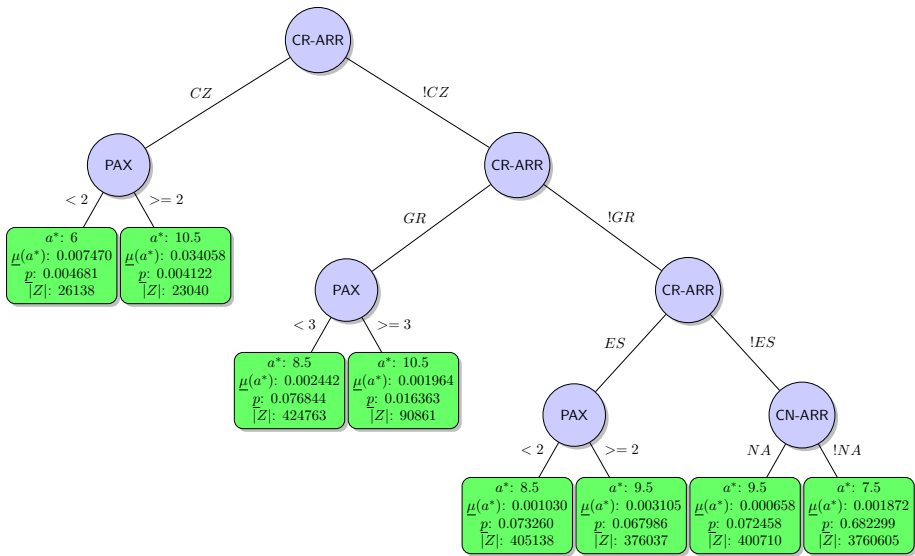 CR-ARR
CZ
!CZ
PAX
CR-ARR
< 2
>= 2
GR
!GR
a*: 6
μ(a*): 0.007470
p: 0.004681
|Z|: 26138
a*: 10.5
μ(a*): 0.034058
p: 0.004122
|Z|: 23040
PAX
CR-ARR
< 3
>= 3
ES
!ES
a*: 8.5
μ(a*): 0.002442
p: 0.076844
|Z|: 424763
a*: 10.5
μ(a*): 0.001964
p: 0.016363
|Z|: 90861
PAX
CN-ARR
< 2
>= 2
NA
!NA
a*: 8.5
μ(a*): 0.001030
p: 0.073260
|Z|: 405138
a*: 9.5
μ(a*): 0.003105
p: 0.067986
|Z|: 376037
a*: 9.5
μ(a*): 0.000658
p: 0.072458
|Z|: 400710
a*: 7.5
μ(a*): 0.001872
p: 0.682299
|Z|: 3760605